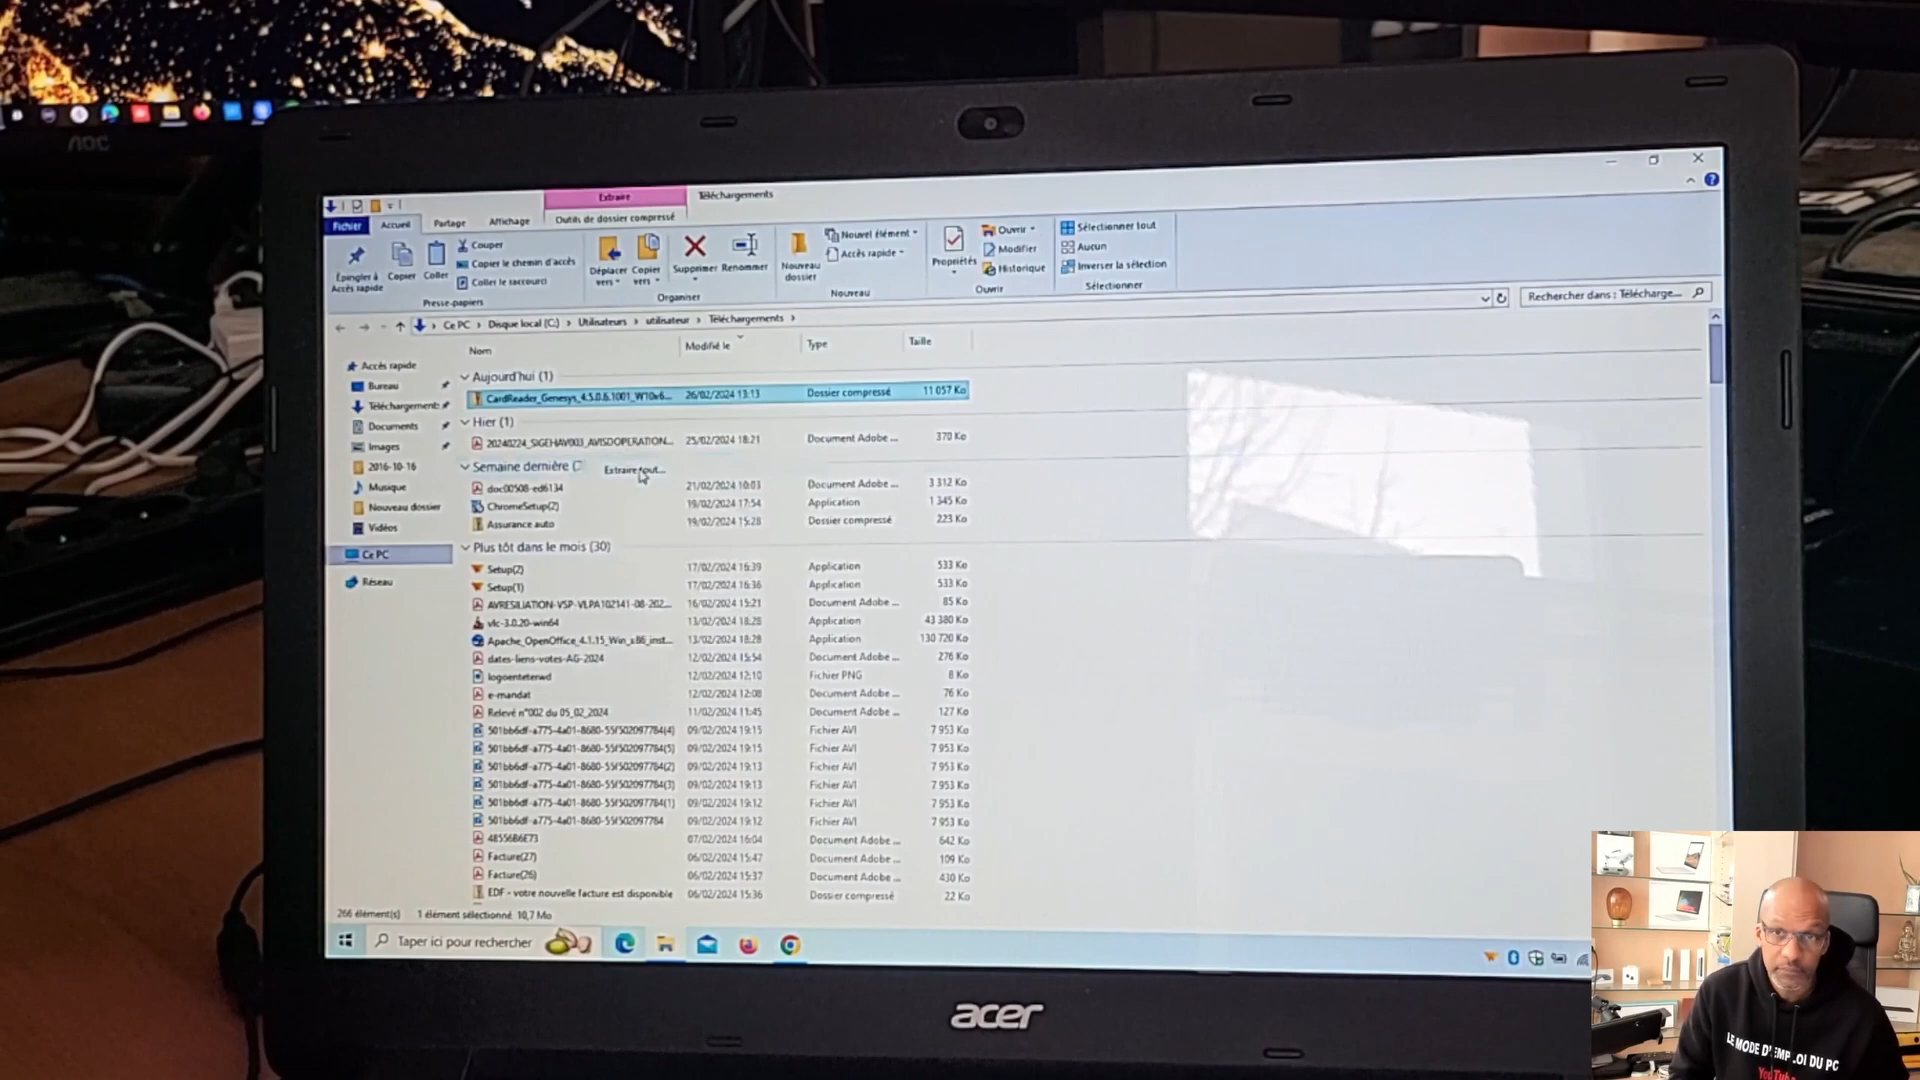 AOC
Extraire
Téléchargements
Fichier
Accueil
Partage
Affichage
Outils de dossier compressé
Épingler à
Accès rapide
Copier
Coller
Couper
Copier le chemin d'accès
Coller le raccourci
Presse-papiers
Déplacer
vers
Copier
vers
Supprimer
Renommer
Organiser
Nouveau
dossier
Nouvel élément
Accès rapide
Nouveau
Propriétés
Ouvrir
Modifier
Historique
Ouvrir
Sélectionner tout
Aucun
Inverser la sélection
Sélectionner
Ce PC > Disque local (C:) > Utilisateurs > utilisateur > Téléchargements >
Rechercher dans : Télécharge...
Nom Modifié le Type Taille
Accès rapide
Bureau
Téléchargement:
Documents
Images
2016-10-16
Musique
Nouveau dossier
Vidéos
Ce PC
Réseau
Aujourd'hui (1)
CardReader_Genesys_4.5.0.6.1001_W10x6... 26/02/2024 13:13 Dossier compressé 11 057 Ko
Hier (1)
20240224_SIGEHAV003_AVISDOPERATION... 25/02/2024 18:21 Document Adobe ... 370 Ko
Semaine dernière
Extraire tout...
doc00508-ed6134 21/02/2024 10:03 Document Adobe ... 3 312 Ko
ChromeSetup(2) 19/02/2024 17:54 Application 1 345 Ko
Assurance auto 19/02/2024 15:28 Dossier compressé 223 Ko
Plus tôt dans le mois (30)
Setup(2) 17/02/2024 16:39 Application 533 Ko
Setup(1) 17/02/2024 16:36 Application 533 Ko
AVRESILIATION-VSP-VLPA102141-08-202... 16/02/2024 15:21 Document Adobe ... 85 Ko
vlc-3.0.20-win64 13/02/2024 18:28 Application 43 380 Ko
Apache_OpenOffice_4.1.15_Win_x86_inst... 13/02/2024 18:28 Application 130 720 Ko
dates-liens-votes-AG-2024 12/02/2024 15:54 Document Adobe ... 276 Ko
logoenteterwd 12/02/2024 12:10 Fichier PNG 8 Ko
e-mandat 12/02/2024 12:08 Document Adobe ... 76 Ko
Relevé n°002 du 05_02_2024 11/02/2024 11:45 Document Adobe ... 127 Ko
501bb6df-a775-4a01-8680-55f502097784(4) 09/02/2024 19:15 Fichier AVI 7 953 Ko
501bb6df-a775-4a01-8680-55f502097784(5) 09/02/2024 19:15 Fichier AVI 7 953 Ko
501bb6df-a775-4a01-8680-55f502097784(2) 09/02/2024 19:13 Fichier AVI 7 953 Ko
501bb6df-a775-4a01-8680-55f502097784(3) 09/02/2024 19:13 Fichier AVI 7 953 Ko
501bb6df-a775-4a01-8680-55f502097784(1) 09/02/2024 19:12 Fichier AVI 7 953 Ko
501bb6df-a775-4a01-8680-55f502097784 09/02/2024 19:12 Fichier AVI 7 953 Ko
48556B6E73 07/02/2024 16:04 Document Adobe ... 642 Ko
Facture(27) 06/02/2024 15:47 Document Adobe ... 109 Ko
Facture(26) 06/02/2024 15:37 Document Adobe ... 430 Ko
EDF - votre nouvelle facture est disponible 06/02/2024 15:36 Dossier compressé 22 Ko
266 élément(s) 1 élément sélectionné 10,7 Mo
Taper ici pour rechercher
acer
LE MODE D'EMPLOI DU PC
YouTube